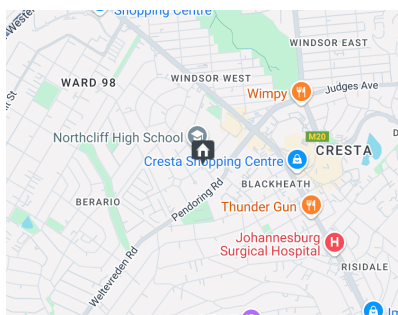 Shopping Centre
WINDSOR EAST
WARD 98
WINDSOR WEST
Judges Ave
Wimpy
M20
Northcliff High School
CRESTA
Cresta Shopping Centre
BLACKHEATH
BERARIO
Pendoring Rd
Thunder Gun
Johannesburg
Surgical Hospital
Weltevreden Rd
RISIDALE